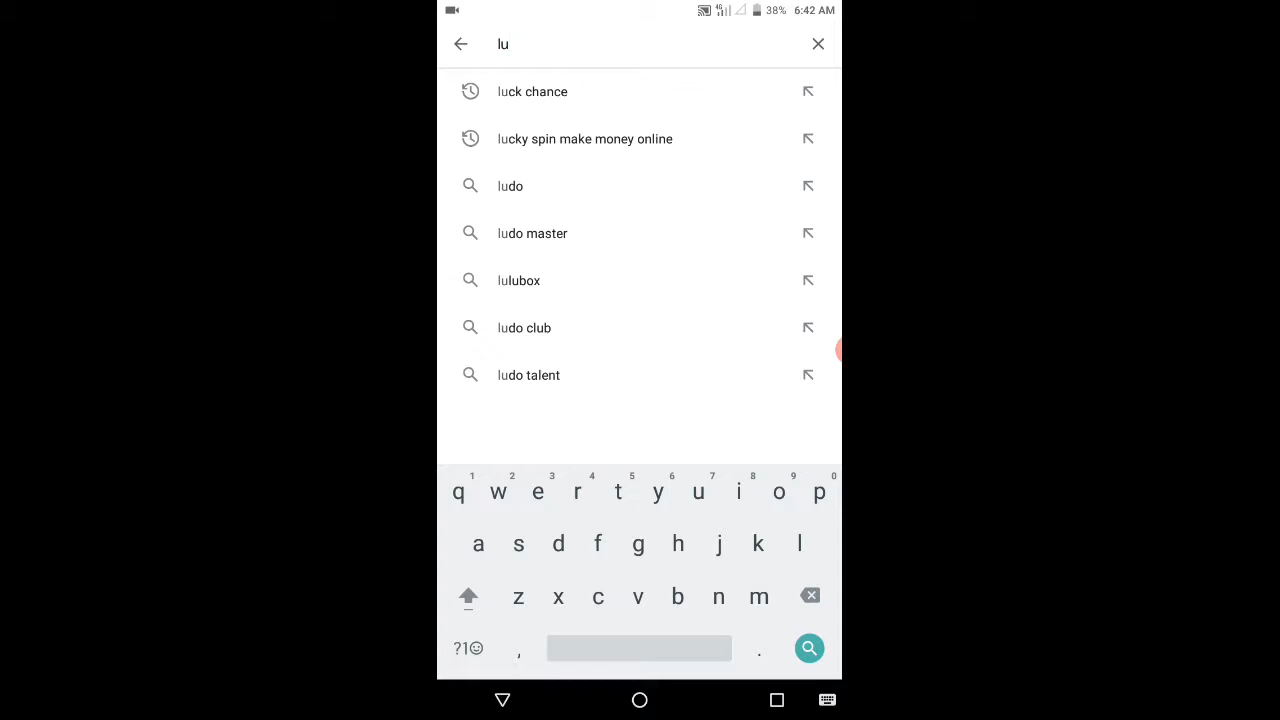 4G 38% 6:42 AM
lu
luck chance
lucky spin make money online
ludo
ludo master
lulubox
ludo club
ludo talent
1 2 3 4 5 6 7 8 9 0
q w e r t y u i o p
a s d f g h j k l
z x c v b n m
?1☺ , .